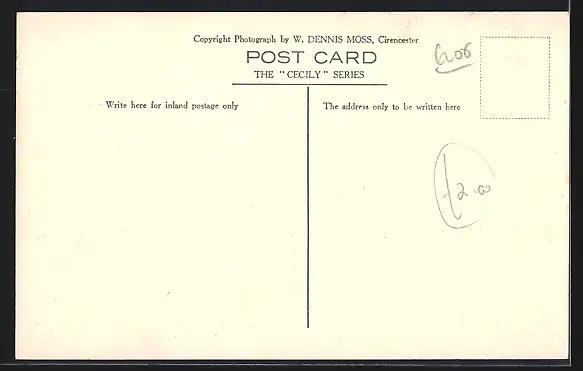 Copyright Photograph by W. DENNIS MOSS, Cirencester
POST CARD
THE "CECILY" SERIES
Write here for inland postage only
The address only to be written here
£2.00